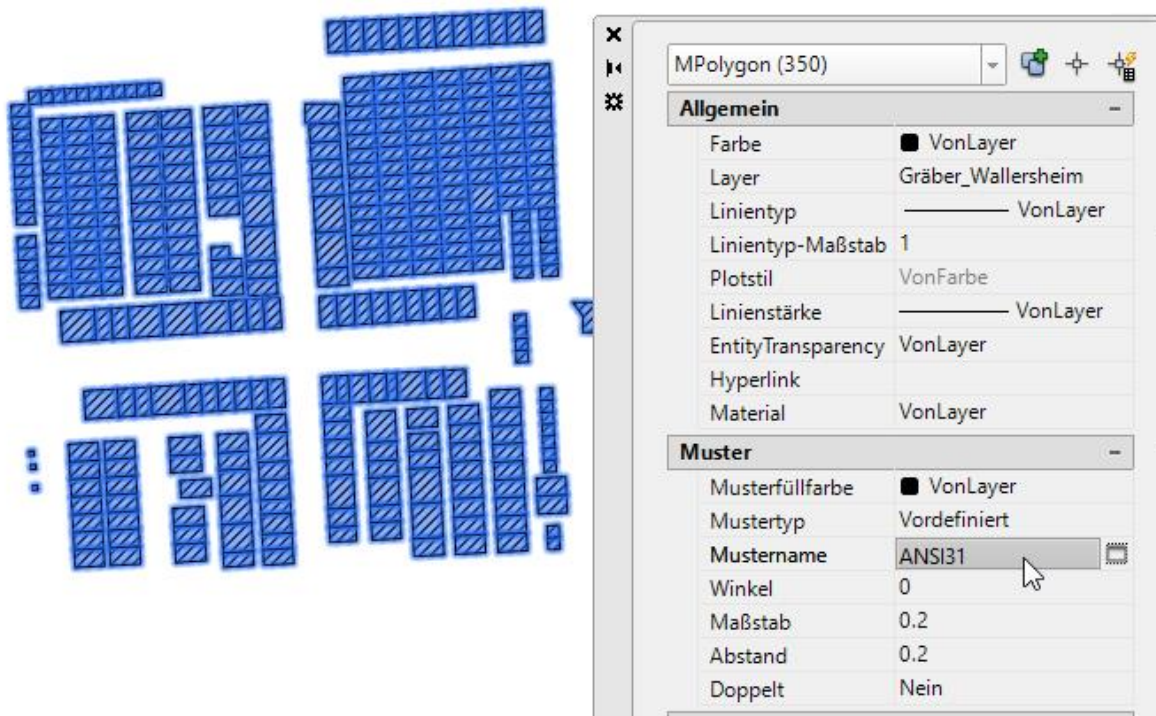 MPolygon (350)
Allgemein
Farbe VonLayer
Layer Gräber_Wallersheim
Linientyp VonLayer
Linientyp-Maßstab 1
Plotstil VonFarbe
Linienstärke VonLayer
EntityTransparency VonLayer
Hyperlink
Material VonLayer
Muster
Musterfüllfarbe VonLayer
Mustertyp Vordefiniert
Mustername ANSI31
Winkel 0
Maßstab 0.2
Abstand 0.2
Doppelt Nein